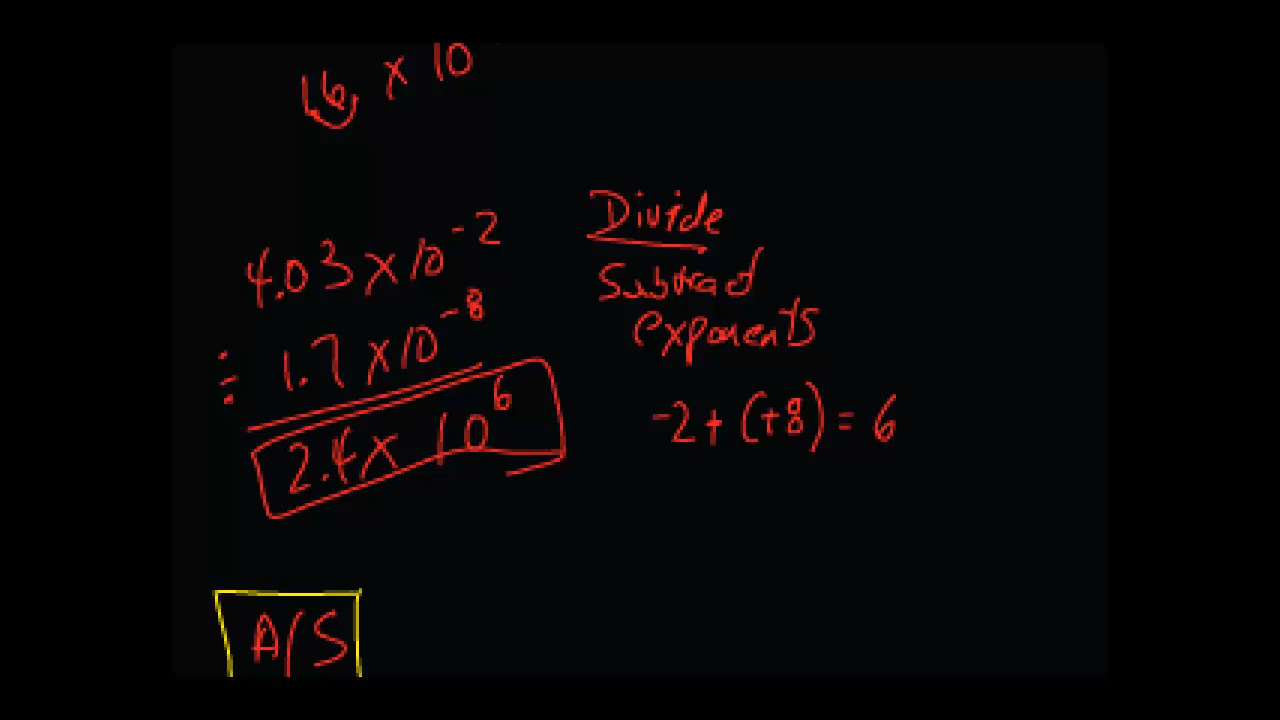 16, x 10
4.03 x 10^-2
÷ 1.7 x 10^-8
2.4 x 10^6
Divide
Subtract
exponents
-2 + (+8) = 6
A/S